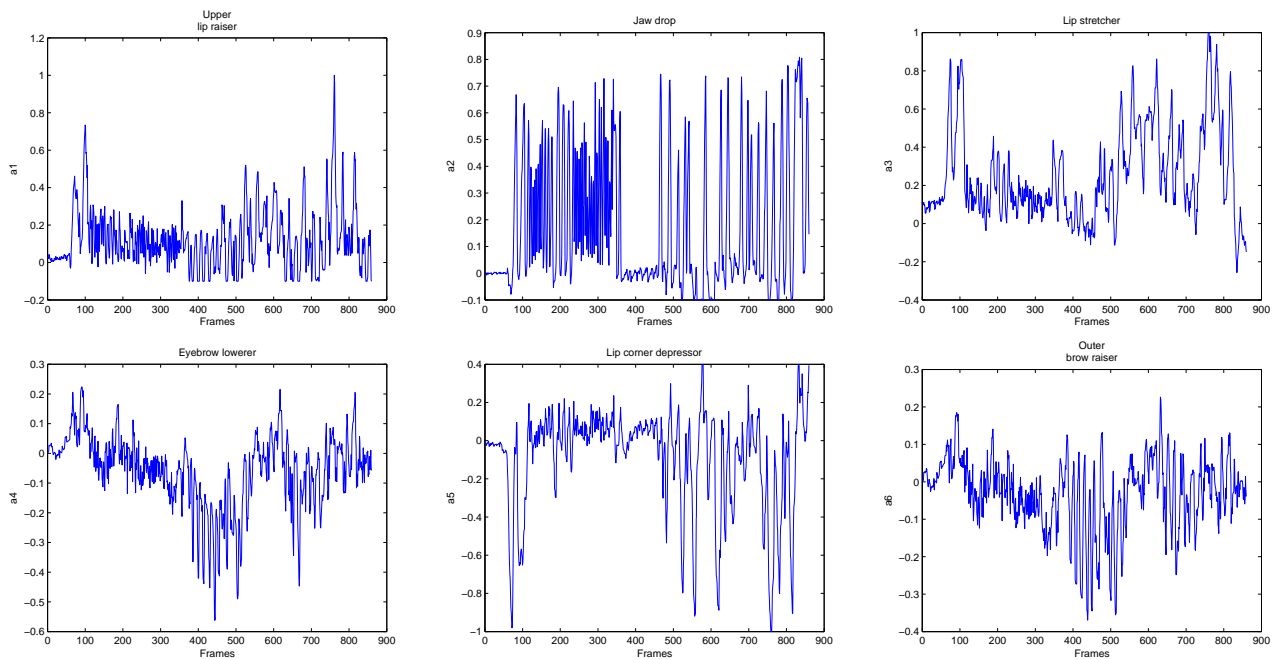 Upper
lip raiser
1.2
1
0.8
0.6
0.4
0.2
0
−0.2
a1
0 100 200 300 400 500 600 700 800 900
Frames
Jaw drop
0.9
0.8
0.7
0.6
0.5
0.4
0.3
0.2
0.1
0
−0.1
a2
0 100 200 300 400 500 600 700 800 900
Frames
Lip stretcher
1
0.8
0.6
0.4
0.2
0
−0.2
−0.4
a3
0 100 200 300 400 500 600 700 800 900
Frames
Eyebrow lowerer
0.3
0.2
0.1
0
−0.1
−0.2
−0.3
−0.4
−0.5
−0.6
a4
0 100 200 300 400 500 600 700 800 900
Frames
Lip corner depressor
0.4
0.2
0
−0.2
−0.4
−0.6
−0.8
−1
a5
0 100 200 300 400 500 600 700 800 900
Frames
Outer
brow raiser
0.3
0.2
0.1
0
−0.1
−0.2
−0.3
−0.4
a6
0 100 200 300 400 500 600 700 800 900
Frames